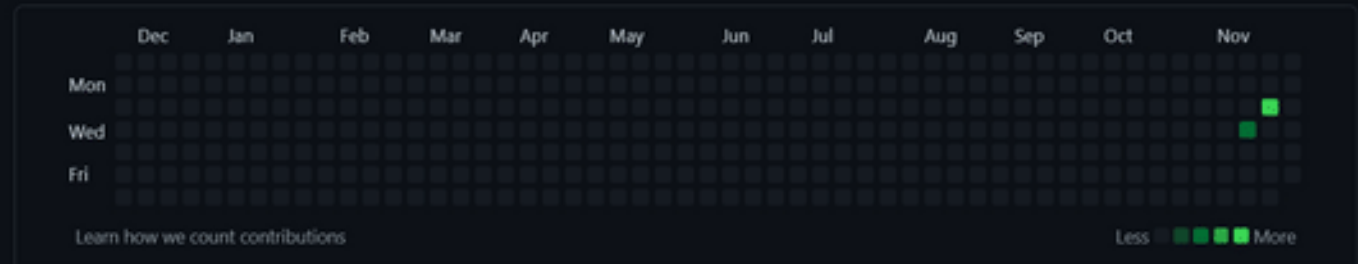 Dec Jan Feb Mar Apr May Jun Jul Aug Sep Oct Nov
Mon
Wed
Fri
Learn how we count contributions Less More